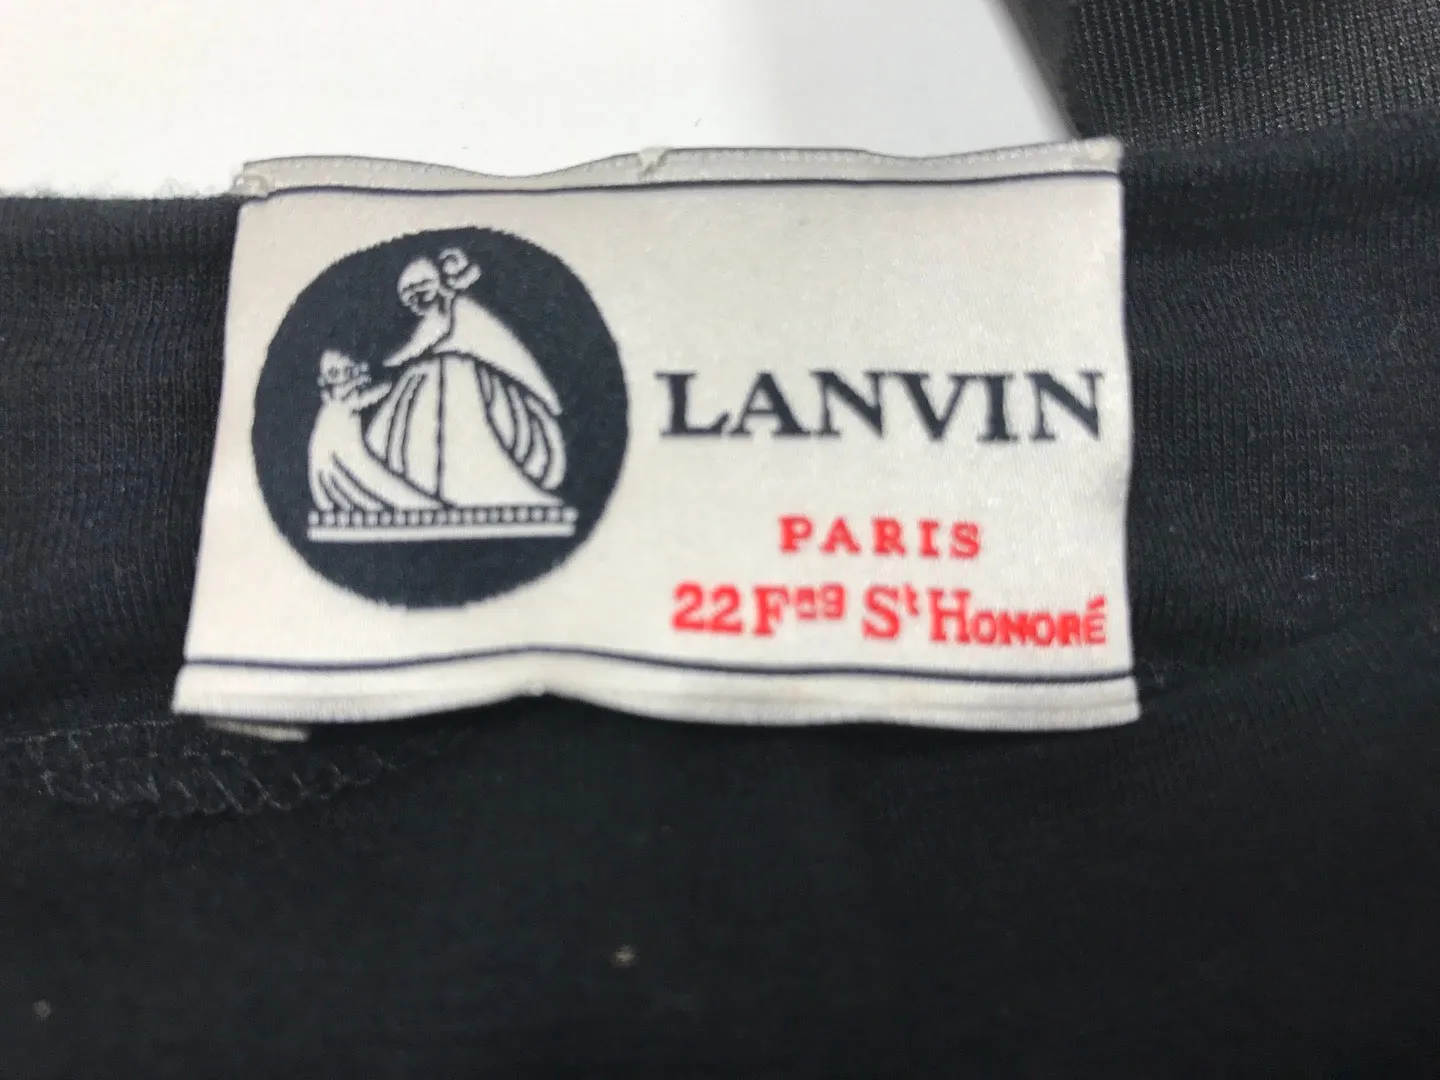 LANVIN
PARIS
22 Fbg St HONORÉ